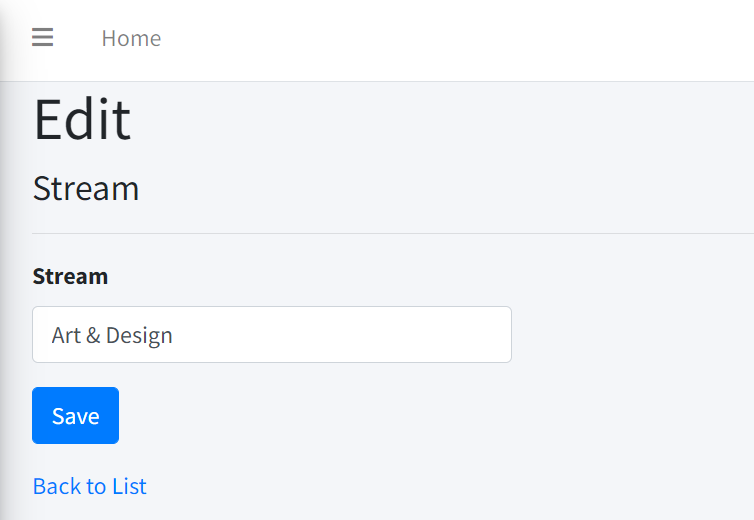 Home
Edit
Stream
Stream
Art & Design
Save
Back to List